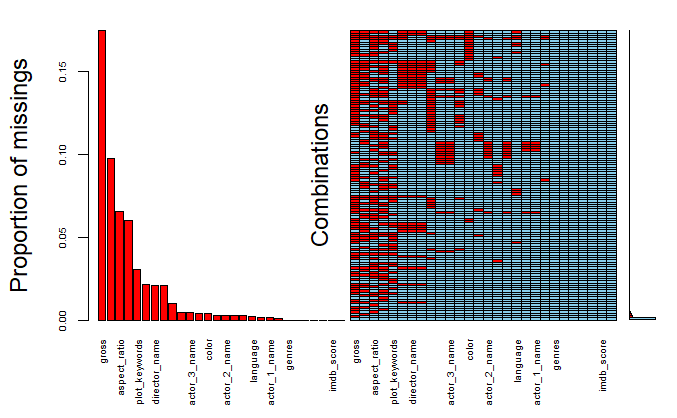 Proportion of missings
0.00
0.05
0.10
0.15
gross
aspect_ratio
plot_keywords
director_name
actor_3_name
color
actor_2_name
language
actor_1_name
genres
imdb_score
Combinations
gross
aspect_ratio
plot_keywords
director_name
actor_3_name
color
actor_2_name
language
actor_1_name
genres
imdb_score